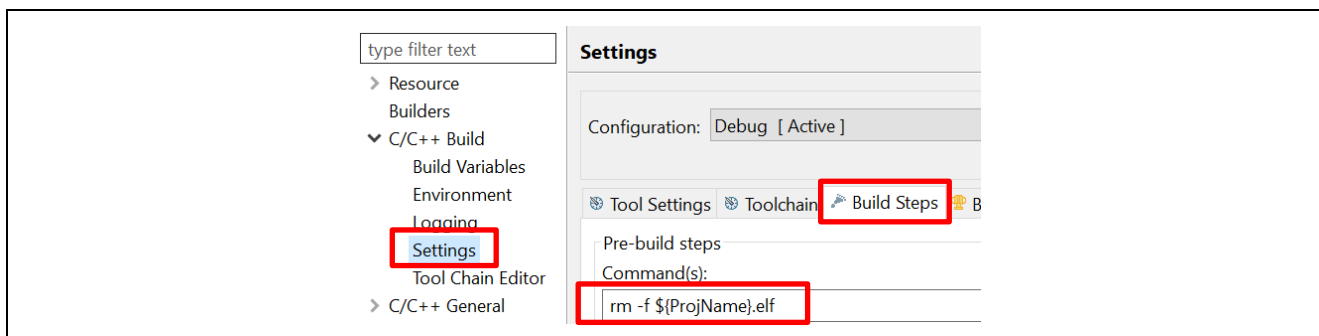 type filter text
Resource
Builders
C/C++ Build
Build Variables
Environment
Logging
Settings
Tool Chain Editor
C/C++ General
Settings
Configuration: Debug [ Active ]
Tool Settings Toolchain Build Steps B
Pre-build steps
Command(s):
rm -f ${ProjName}.elf